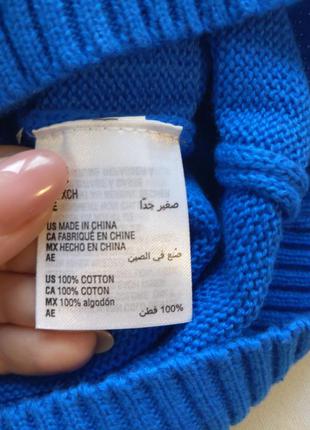 XCH
صغير جدًا
US MADE IN CHINA
CA FABRIQUÉ EN CHINE
MX HECHO EN CHINA
AE صنع في الصين
US 100% COTTON
CA 100% COTON
MX 100% algodón
AE 100% قطن